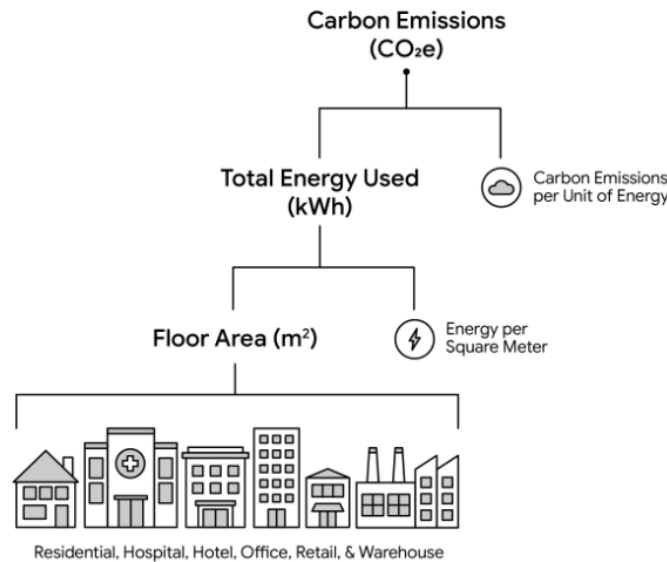 Carbon Emissions
(CO₂e)
Total Energy Used
(kWh)
Carbon Emissions
per Unit of Energy
Floor Area (m²)
Energy per
Square Meter
Residential, Hospital, Hotel, Office, Retail, & Warehouse